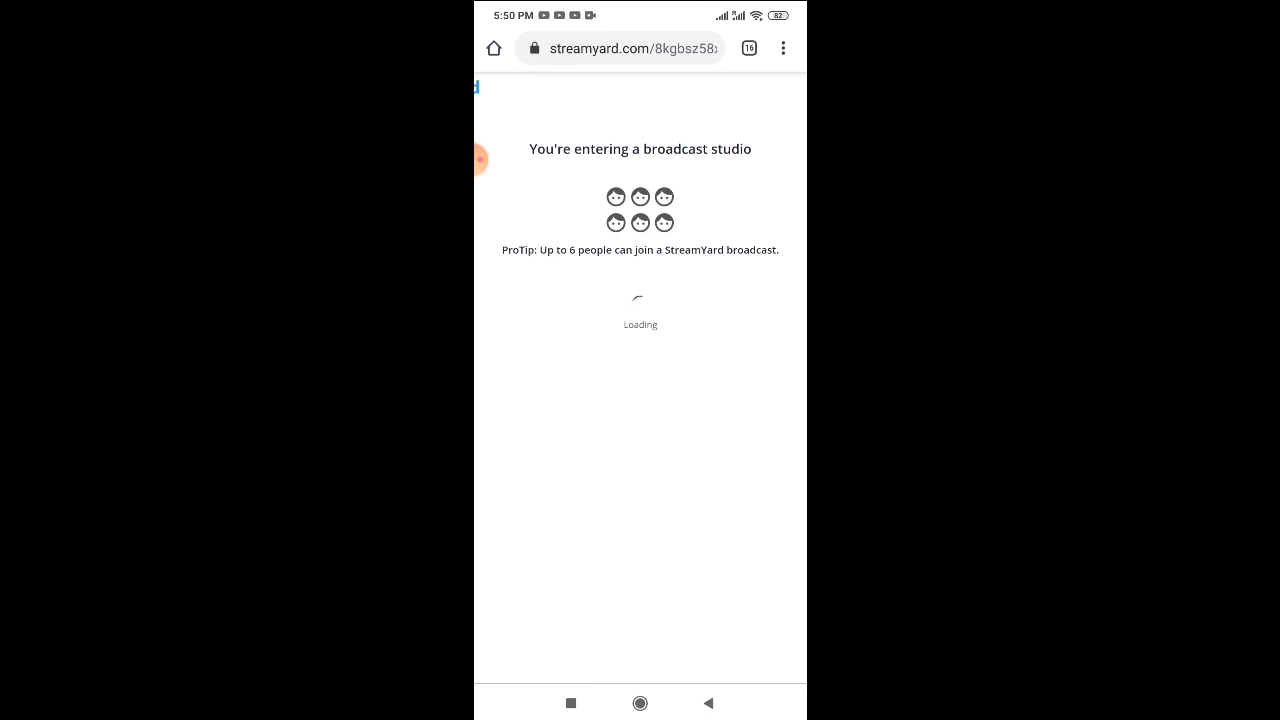 5:50 PM
82
streamyard.com/8kgbsz58
16
d
You're entering a broadcast studio
ProTip: Up to 6 people can join a StreamYard broadcast.
Loading